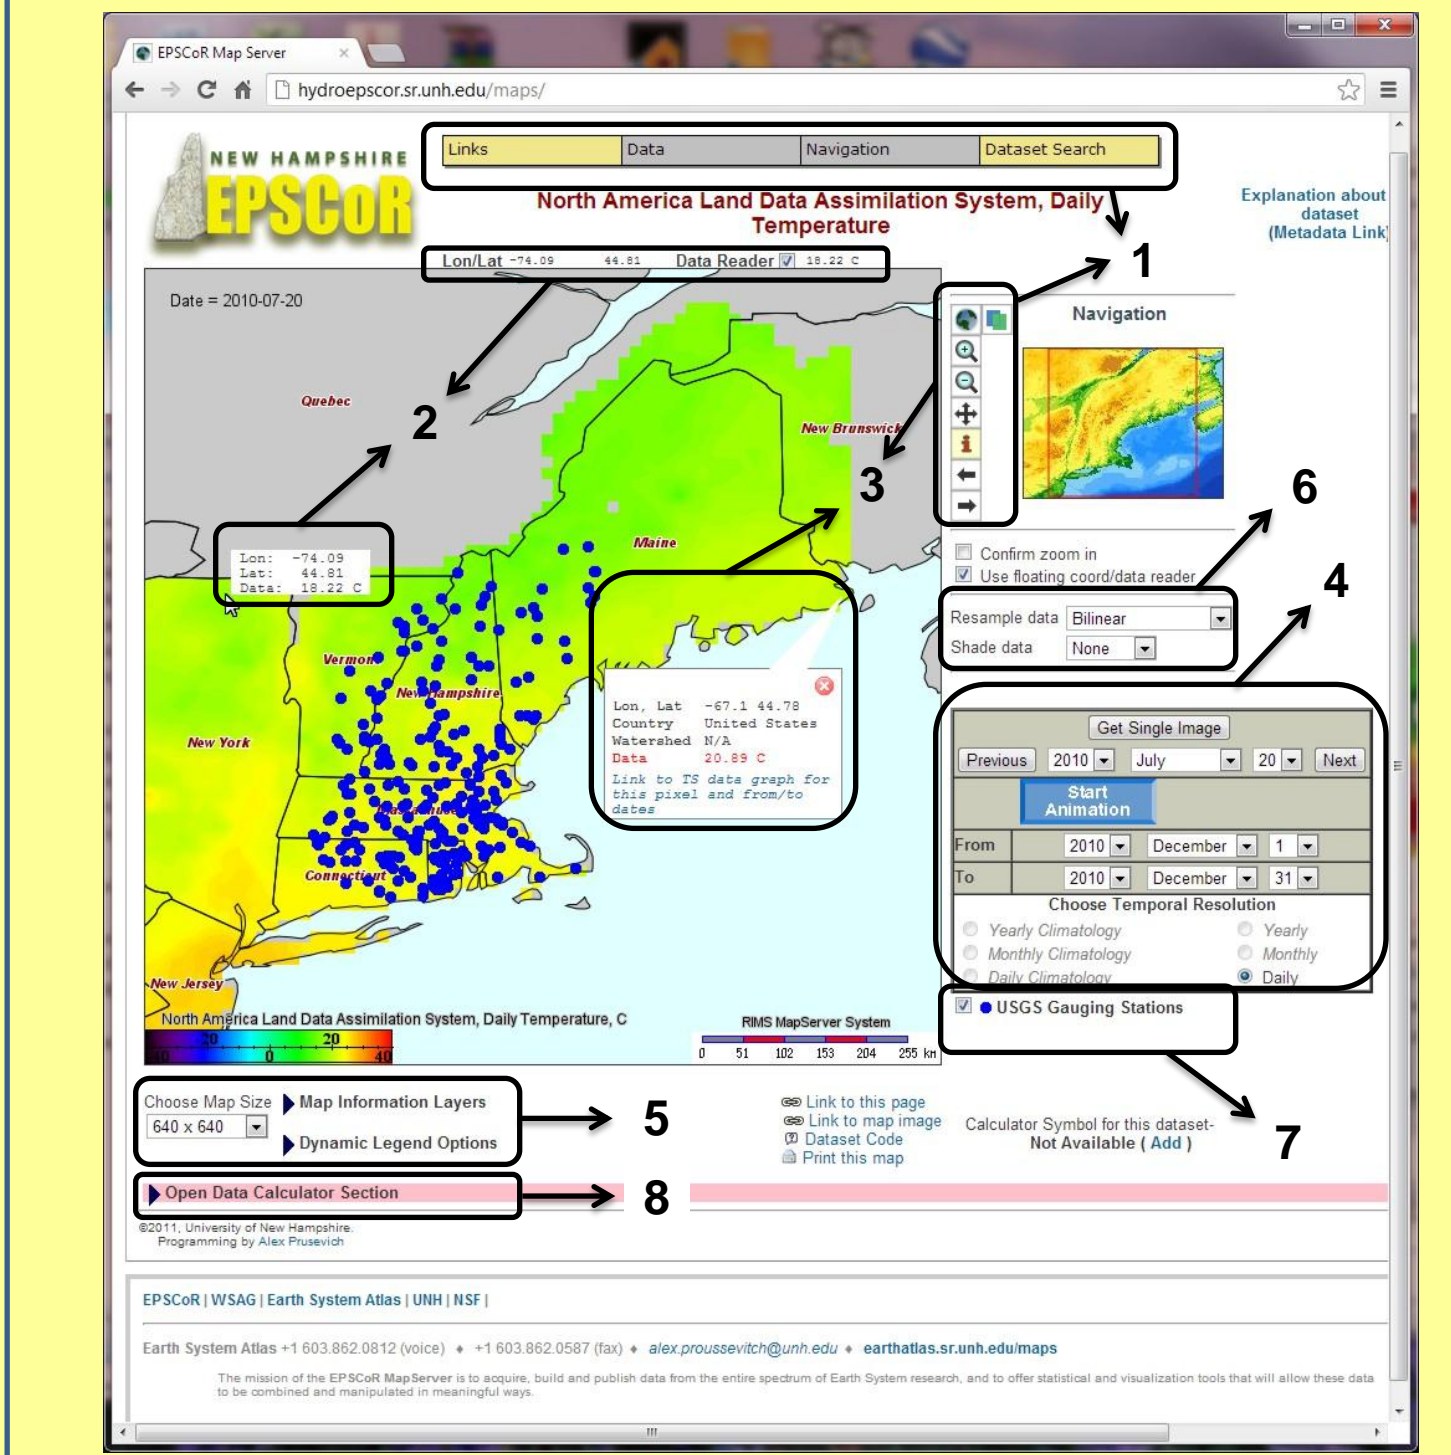 EPSCoR Map Server
hydroepscor.sr.unh.edu/maps/
NEW HAMPSHIRE
EPSCoR
Links Data Navigation Dataset Search
North America Land Data Assimilation System, Daily
Temperature
Explanation about
dataset
(Metadata Link)
Lon/Lat -74.09 44.81 Data Reader 18.22 C
1
Date = 2010-07-20
Quebec
2
New Brunswick
3
Maine
Lon: -74.09
Lat: 44.81
Data: 18.22 C
Vermont
New Hampshire
New York
Massachusetts
Connecticut
New Jersey
Lon, Lat -67.1 44.78
Country United States
Watershed N/A
Data 20.89 C
Link to TS data graph for
this pixel and from/to
dates
North America Land Data Assimilation System, Daily Temperature, C
-20 20
-40 0 40
RIMS MapServer System
0 51 102 153 204 255 km
Navigation
6
Confirm zoom in
Use floating coord/data reader
4
Resample data Bilinear
Shade data None
Get Single Image
Previous 2010 July 20 Next
Start
Animation
From 2010 December 1
To 2010 December 31
Choose Temporal Resolution
Yearly Climatology Yearly
Monthly Climatology Monthly
Daily Climatology Daily
USGS Gauging Stations
7
Choose Map Size Map Information Layers
640 x 640
Dynamic Legend Options
5
Link to this page
Link to map image
Dataset Code
Print this map
Calculator Symbol for this dataset-
Not Available ( Add )
Open Data Calculator Section
8
©2011, University of New Hampshire.
Programming by Alex Prusevich
EPSCoR | WSAG | Earth System Atlas | UNH | NSF |
Earth System Atlas +1 603.862.0812 (voice) ♦ +1 603.862.0587 (fax) ♦ alex.proussevitch@unh.edu ♦ earthatlas.sr.unh.edu/maps
The mission of the EPSCoR MapServer is to acquire, build and publish data from the entire spectrum of Earth System research, and to offer statistical and visualization tools that will allow these data
to be combined and manipulated in meaningful ways.